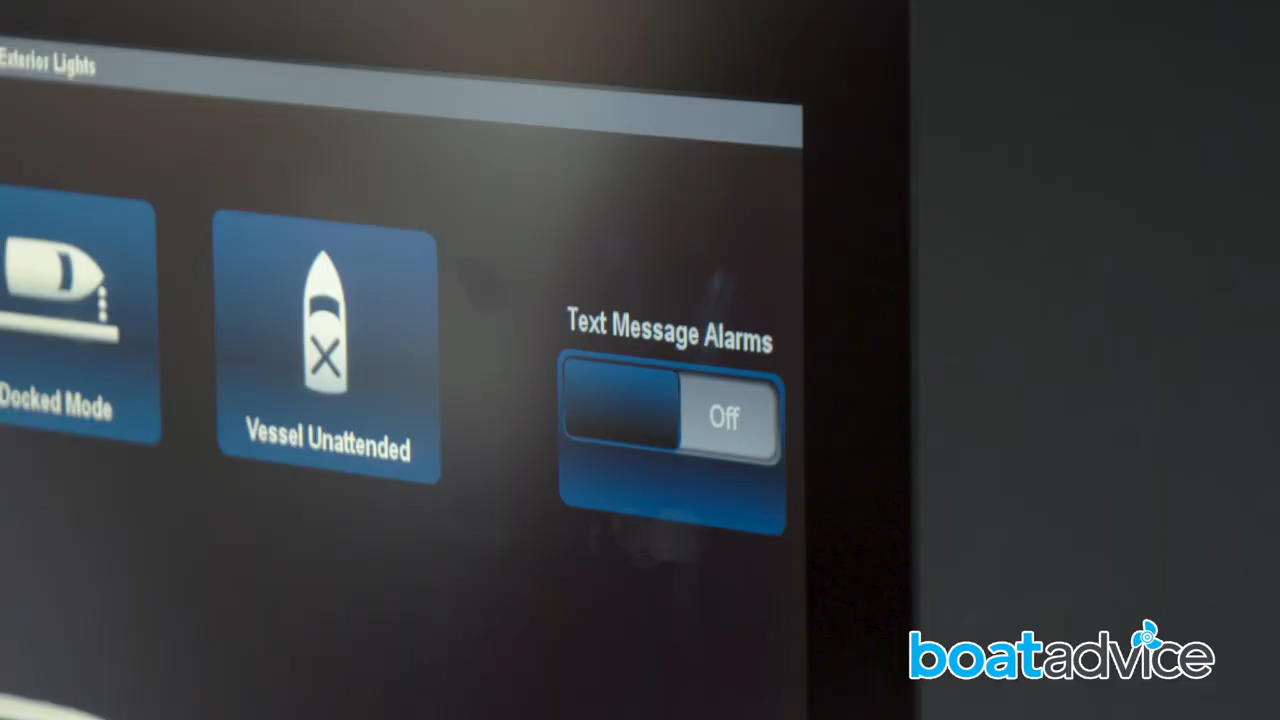 Exterior Lights
Text Message Alarms
Off
Docked Mode
Vessel Unattended
boatadvice